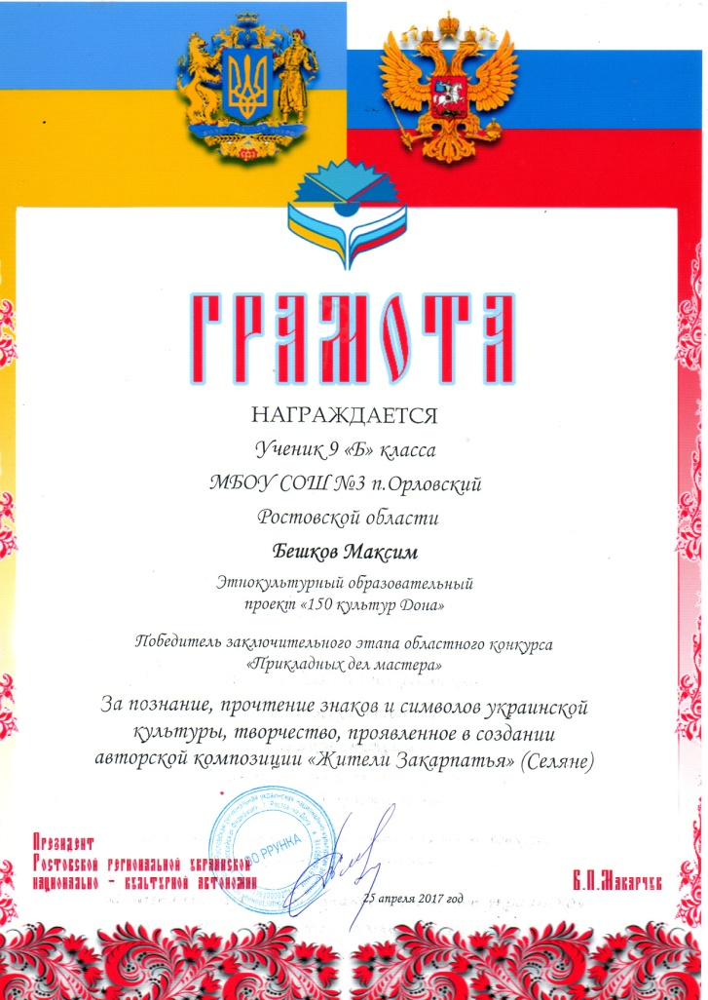 ГРАМОТА
НАГРАЖДАЕТСЯ
Ученик 9 «Б» класса
МБОУ СОШ №3 п.Орловский
Ростовской области
Бешков Максим
Этнокультурный образовательный
проект «150 культур Дона»
Победитель заключительного этапа областного конкурса
«Прикладных дел мастера»
За познание, прочтение знаков и символов украинской
культуры, творчество, проявленное в создании
авторской композиции «Жители Закарпатья» (Селяне)
ОО РРУНКА
Президент
Ростовской региональной украинской
национально - культурной автономии
В.П.Макарчук
25 апреля 2017 год